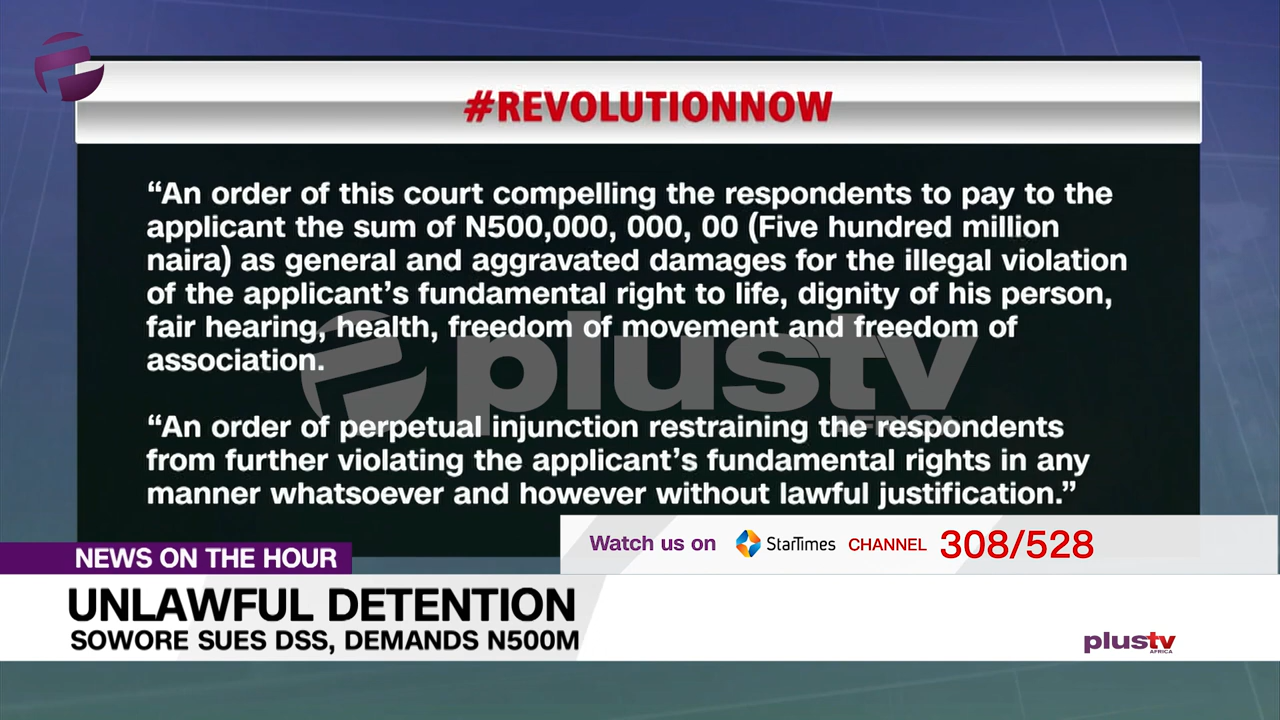 #REVOLUTIONNOW
“An order of this court compelling the respondents to pay to the
applicant the sum of N500,000, 000, 00 (Five hundred million
naira) as general and aggravated damages for the illegal violation
of the applicant’s fundamental right to life, dignity of his person,
fair hearing, health, freedom of movement and freedom of
association.
“An order of perpetual injunction restraining the respondents
from further violating the applicant’s fundamental rights in any
manner whatsoever and however without lawful justification.”
plustv
AFRICA
Watch us on StarTimes CHANNEL 308/528
NEWS ON THE HOUR
UNLAWFUL DETENTION
SOWORE SUES DSS, DEMANDS N500M
plustv
AFRICA